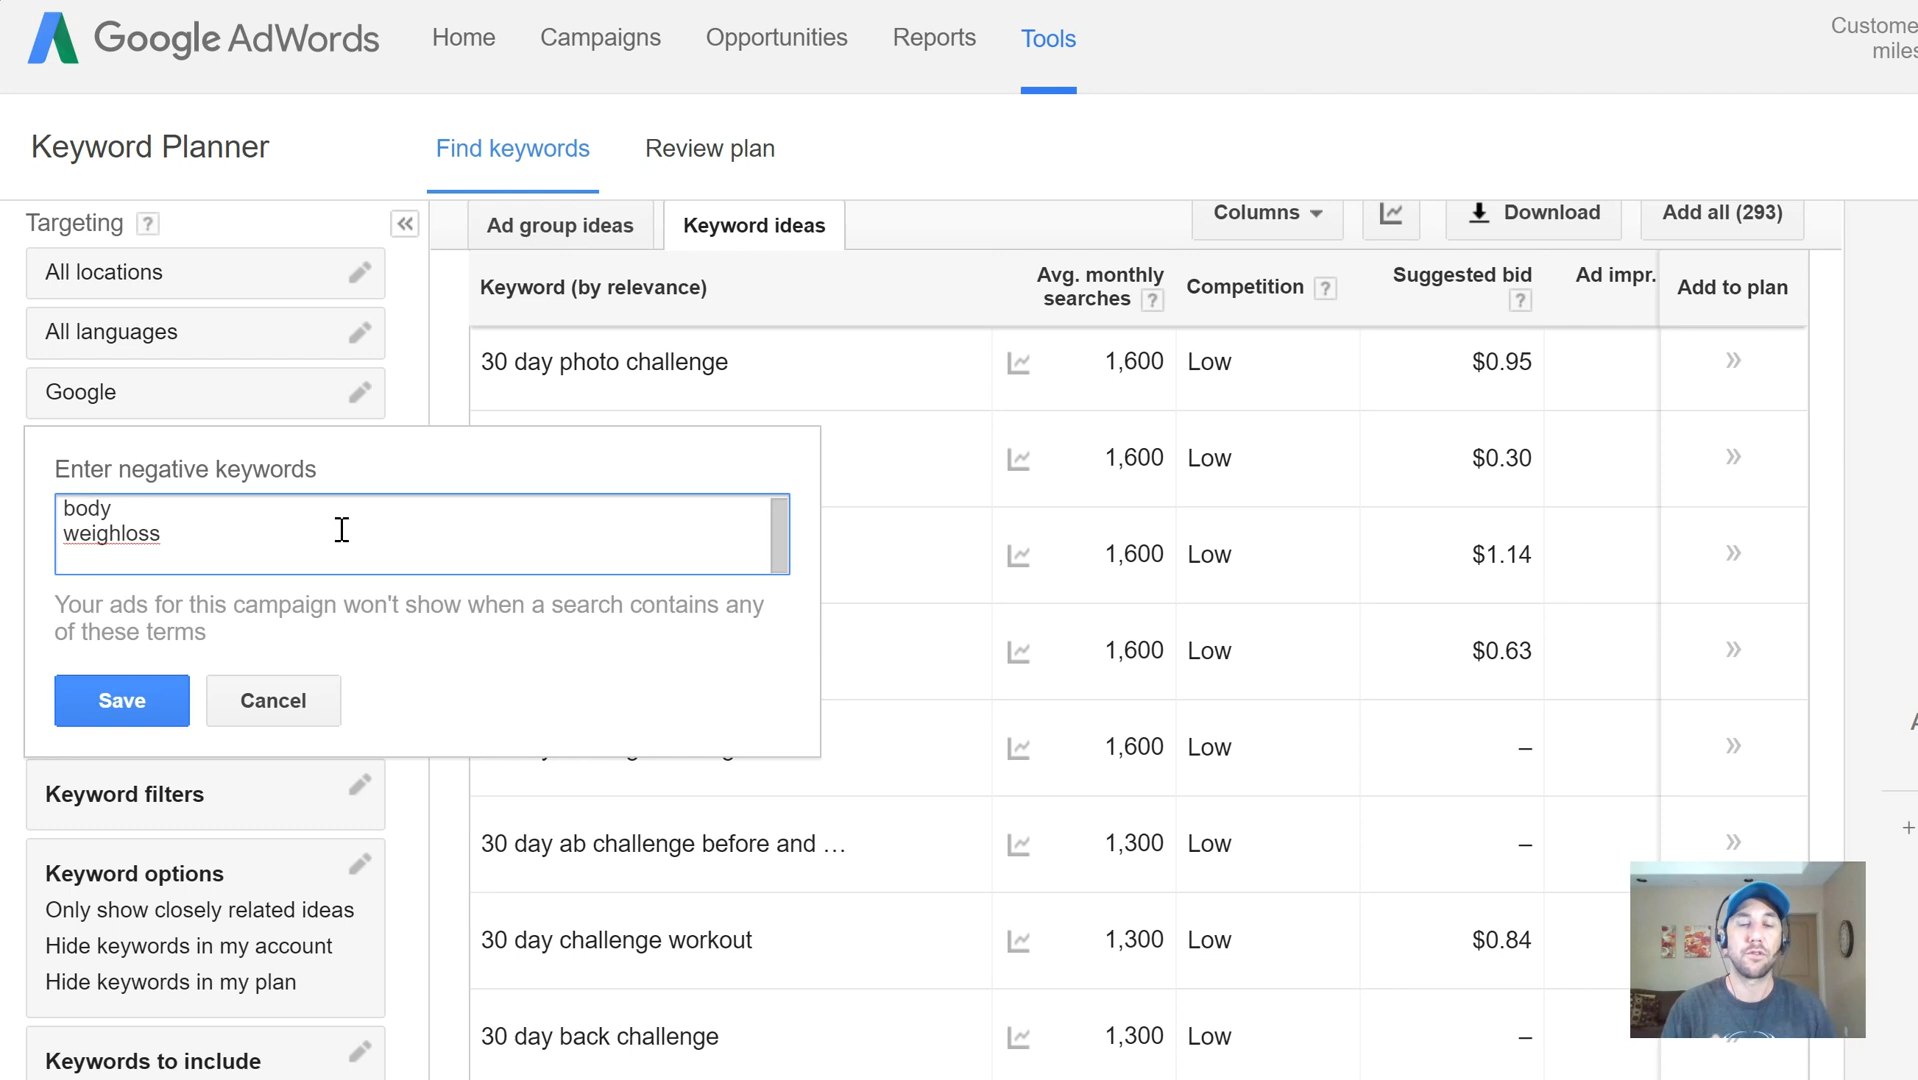 Google AdWords Home Campaigns Opportunities Reports Tools
Custome
miles
Keyword Planner Find keywords Review plan
Targeting ?
Ad group ideas Keyword ideas Columns Download Add all (293)
All locations
All languages
Google
Keyword (by relevance) Avg. monthly searches ? Competition ? Suggested bid ? Ad impr. Add to plan
30 day photo challenge 1,600 Low $0.95
1,600 Low $0.30
1,600 Low $1.14
1,600 Low $0.63
1,600 Low –
30 day ab challenge before and … 1,300 Low –
30 day challenge workout 1,300 Low $0.84
30 day back challenge 1,300 Low –
Enter negative keywords
body
weighloss
Your ads for this campaign won't show when a search contains any
of these terms
Save Cancel
Keyword filters
Keyword options
Only show closely related ideas
Hide keywords in my account
Hide keywords in my plan
Keywords to include